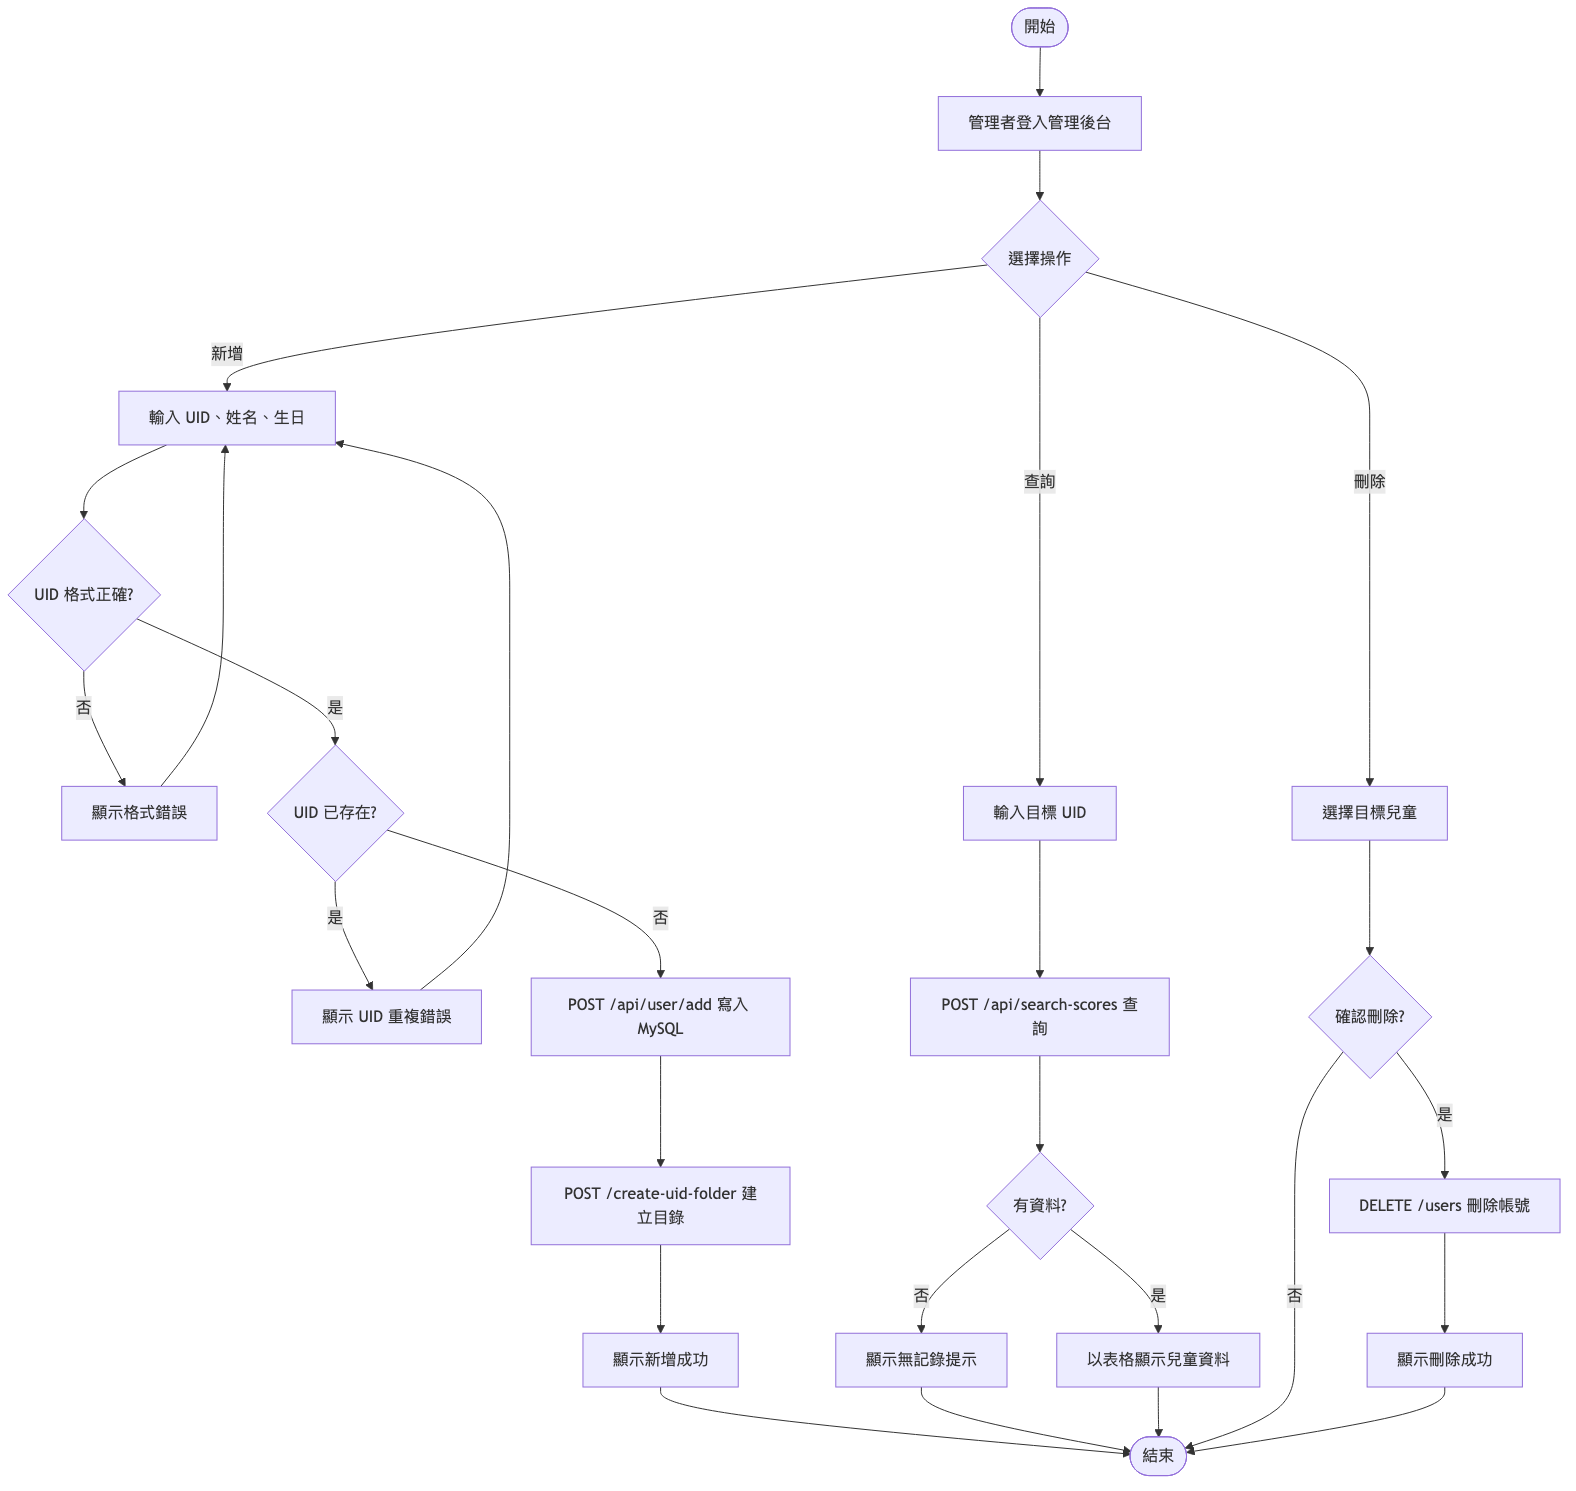 開始
管理者登入管理後台
選擇操作
新增
查詢
刪除
輸入 UID、姓名、生日
UID 格式正確?
否
是
顯示格式錯誤
UID 已存在?
是
否
顯示 UID 重複錯誤
POST /api/user/add 寫入
MySQL
POST /create-uid-folder 建
立目錄
顯示新增成功
輸入目標 UID
POST /api/search-scores 查
詢
有資料?
否
是
顯示無記錄提示
以表格顯示兒童資料
選擇目標兒童
確認刪除?
是
否
DELETE /users 刪除帳號
顯示刪除成功
結束